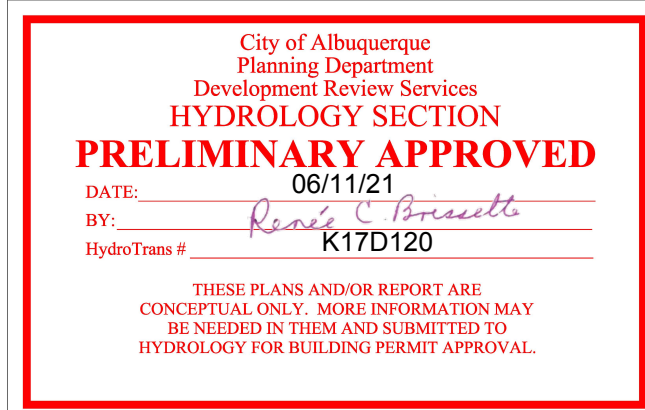 City of Albuquerque
Planning Department
Development Review Services
HYDROLOGY SECTION
PRELIMINARY APPROVED
DATE: 06/11/21
BY: Renée C. Brissette
HydroTrans # K17D120
THESE PLANS AND/OR REPORT ARE
CONCEPTUAL ONLY. MORE INFORMATION MAY
BE NEEDED IN THEM AND SUBMITTED TO
HYDROLOGY FOR BUILDING PERMIT APPROVAL.